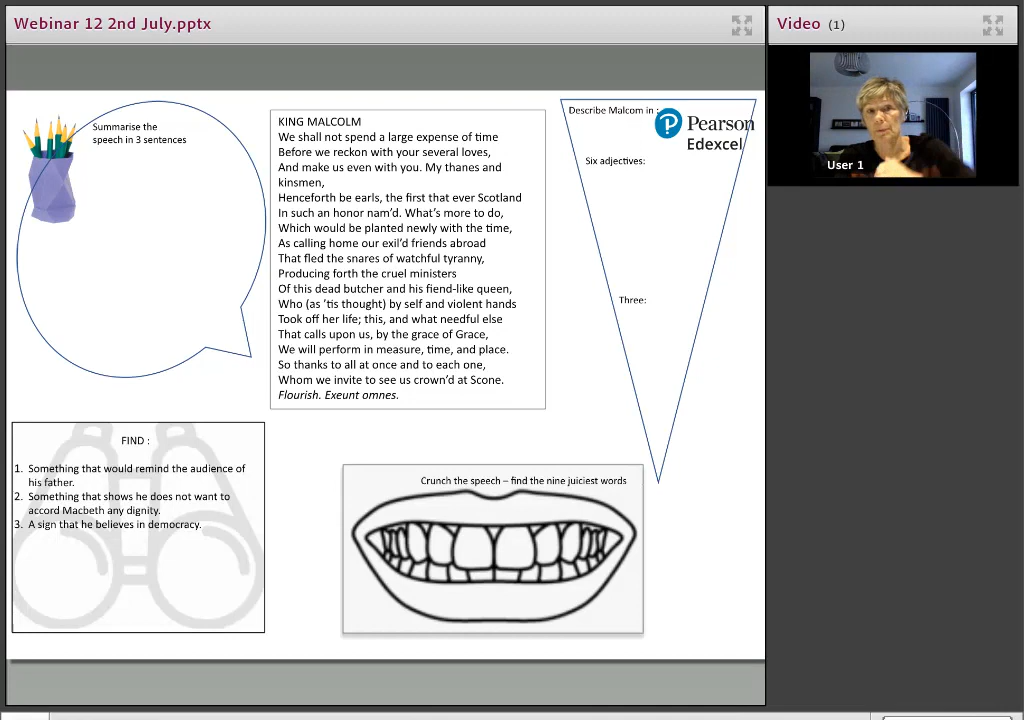 Webinar 12 2nd July.pptx
Video (1)
User 1
Summarise the
speech in 3 sentences
KING MALCOLM
We shall not spend a large expense of time
Before we reckon with your several loves,
And make us even with you. My thanes and
kinsmen,
Henceforth be earls, the first that ever Scotland
In such an honor nam’d. What’s more to do,
Which would be planted newly with the time,
As calling home our exil’d friends abroad
That fled the snares of watchful tyranny,
Producing forth the cruel ministers
Of this dead butcher and his fiend-like queen,
Who (as ’tis thought) by self and violent hands
Took off her life; this, and what needful else
That calls upon us, by the grace of Grace,
We will perform in measure, time, and place.
So thanks to all at once and to each one,
Whom we invite to see us crown’d at Scone.
Flourish. Exeunt omnes.
Describe Malcom in :
Pearson
Edexcel
Six adjectives:
Three:
FIND :
1. Something that would remind the audience of
his father.
2. Something that shows he does not want to
accord Macbeth any dignity.
3. A sign that he believes in democracy.
Crunch the speech – find the nine juiciest words